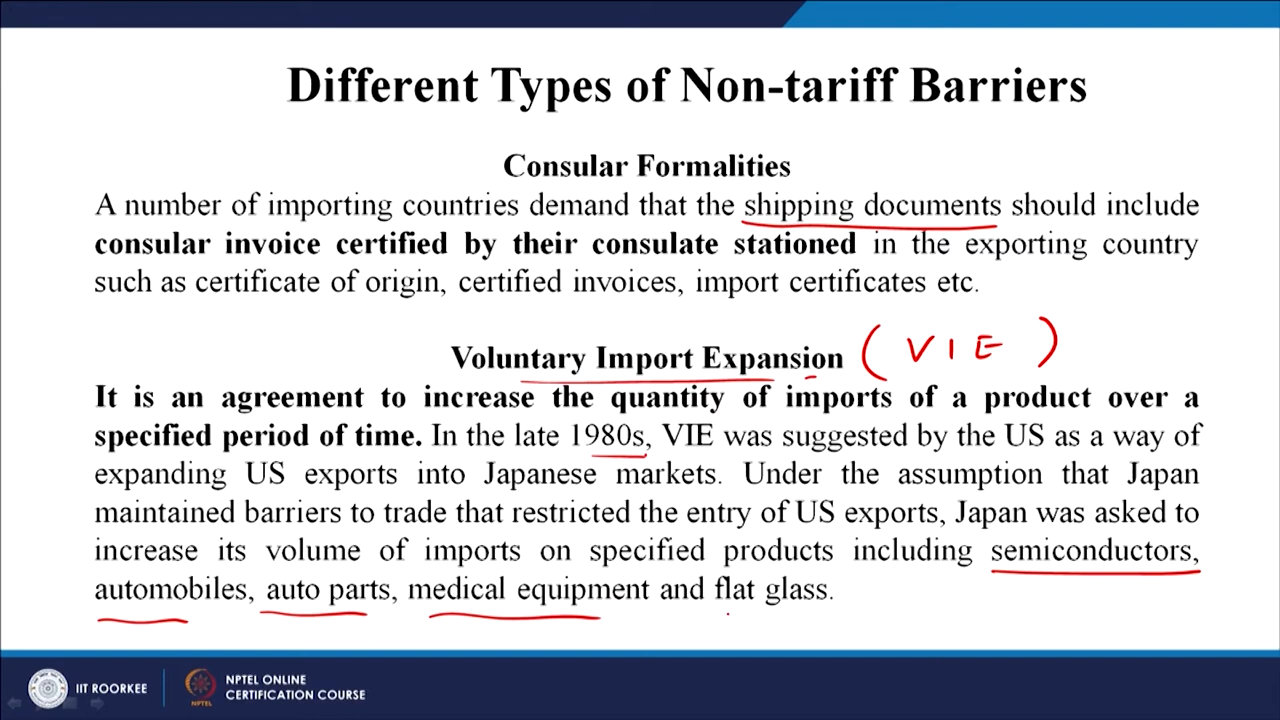 Different Types of Non-tariff Barriers
Consular Formalities
A number of importing countries demand that the shipping documents should include
consular invoice certified by their consulate stationed in the exporting country
such as certificate of origin, certified invoices, import certificates etc.
Voluntary Import Expansion (VIE)
It is an agreement to increase the quantity of imports of a product over a
specified period of time. In the late 1980s, VIE was suggested by the US as a way of
expanding US exports into Japanese markets. Under the assumption that Japan
maintained barriers to trade that restricted the entry of US exports, Japan was asked to
increase its volume of imports on specified products including semiconductors,
automobiles, auto parts, medical equipment and flat glass.
IIT ROORKEE
NPTEL ONLINE
CERTIFICATION COURSE
NPTEL